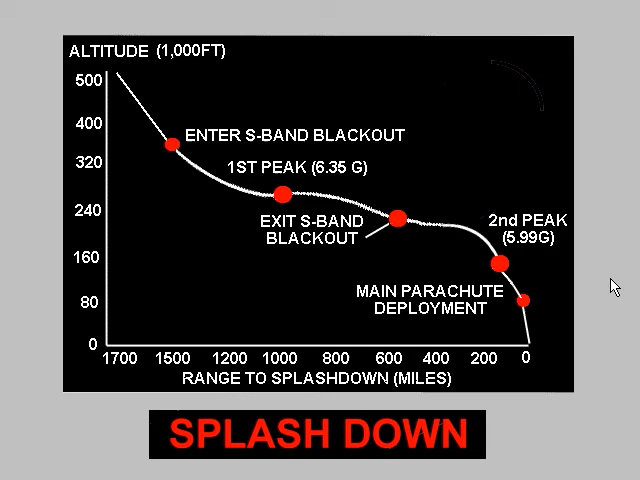 ALTITUDE (1,000FT)
500
400
320
240
160
80
0
ENTER S-BAND BLACKOUT
1ST PEAK (6.35 G)
EXIT S-BAND
BLACKOUT
2nd PEAK
(5.99G)
MAIN PARACHUTE
DEPLOYMENT
1700 1500 1200 1000 800 600 400 200 0
RANGE TO SPLASHDOWN (MILES)
SPLASH DOWN